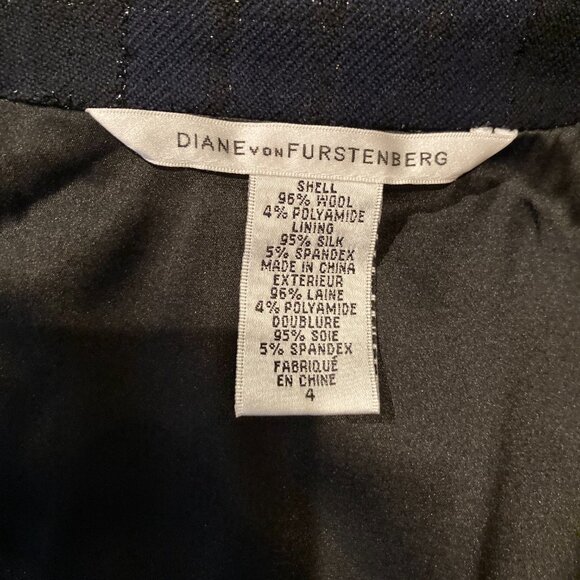 DIANE VON FURSTENBERG
SHELL
96% WOOL
4% POLYAMIDE
LINING
95% SILK
5% SPANDEX
MADE IN CHINA
EXTERIEUR
96% LAINE
4% POLYAMIDE
DOUBLURE
95% SOIE
5% SPANDEX
FABRIQUÉ
EN CHINE
4